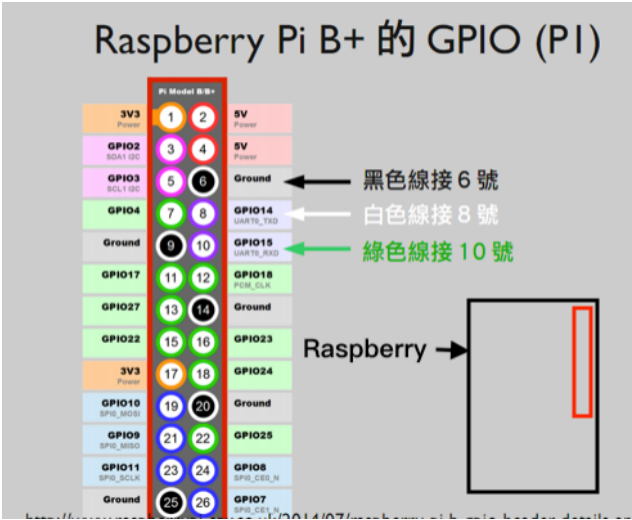 Raspberry Pi B+ 的 GPIO (P1)
Pi Model B/B+
3V3 Power 1 2 5V Power
GPIO2 SDA1 I2C 3 4 5V Power
GPIO3 SCL1 I2C 5 6 Ground
黑色線接 6 號
GPIO4 7 8 GPIO14 UART0_TXD
白色線接 8 號
Ground 9 10 GPIO15 UART0_RXD
綠色線接 10 號
GPIO17 11 12 GPIO18 PCM_CLK
GPIO27 13 14 Ground
GPIO22 15 16 GPIO23
Raspberry
3V3 Power 17 18 GPIO24
GPIO10 SPI0_MOSI 19 20 Ground
GPIO9 SPI0_MISO 21 22 GPIO25
GPIO11 SPI0_SCLK 23 24 GPIO8 SPI0_CE0_N
Ground 25 26 GPIO7 SPI0_CE1_N